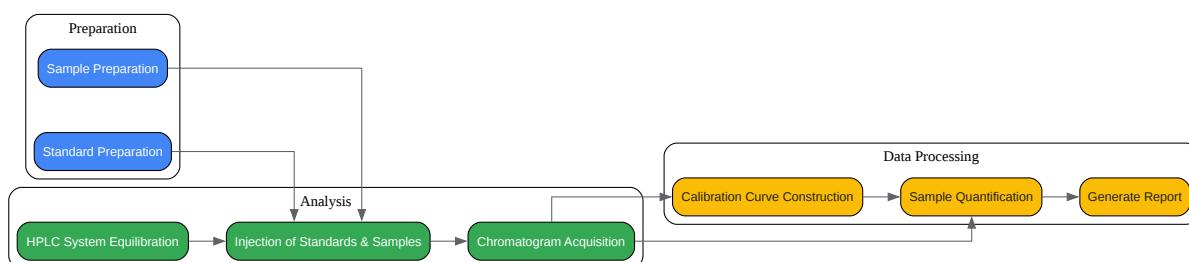 Preparation
Sample Preparation
Standard Preparation
Analysis
HPLC System Equilibration
Injection of Standards & Samples
Chromatogram Acquisition
Data Processing
Calibration Curve Construction
Sample Quantification
Generate Report